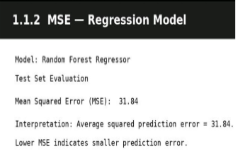 1.1.2 MSE — Regression Model
Model: Random Forest Regressor
Test Set Evaluation
Mean Squared Error (MSE): 31.84
Interpretation: Average squared prediction error = 31.84.
Lower MSE indicates smaller prediction error.